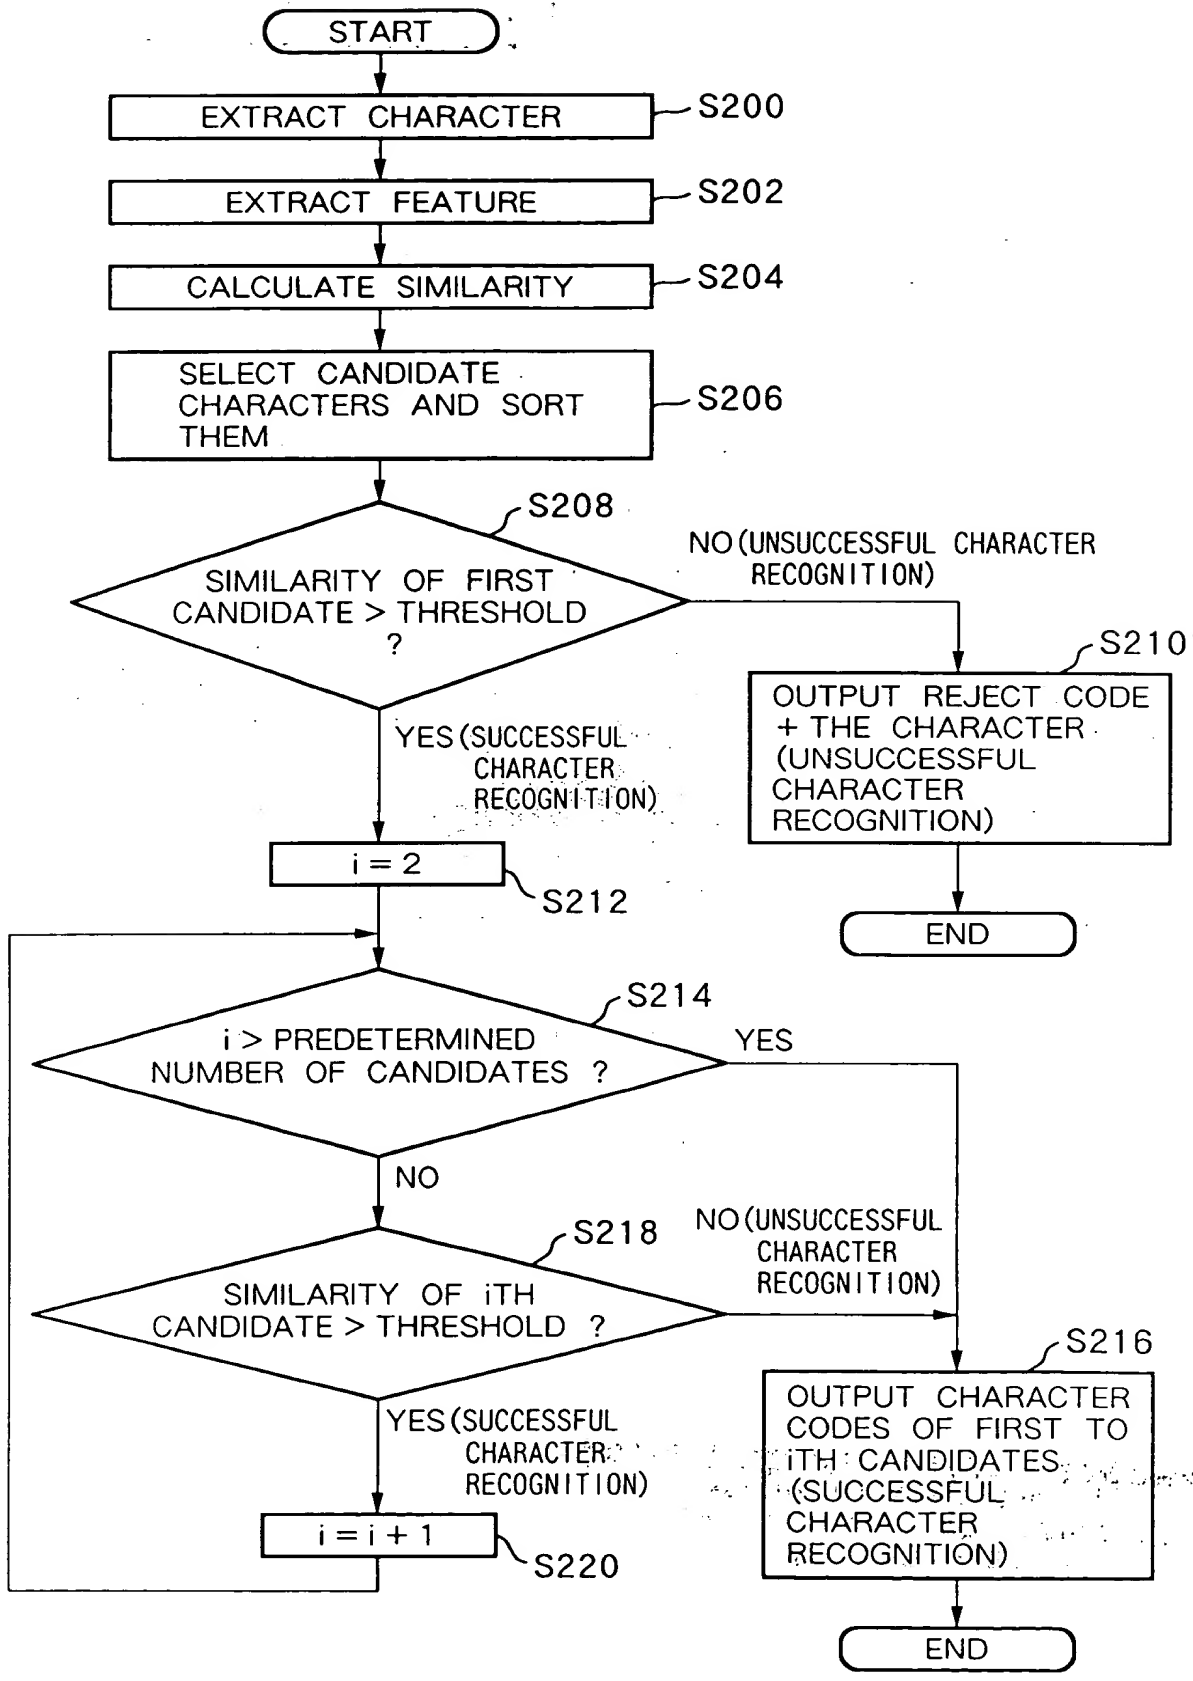 START
EXTRACT CHARACTER
S200
EXTRACT FEATURE
S202
CALCULATE SIMILARITY
S204
SELECT CANDIDATE
CHARACTERS AND SORT
THEM
S206
S208
SIMILARITY OF FIRST
CANDIDATE > THRESHOLD
?
NO (UNSUCCESSFUL CHARACTER
RECOGNITION)
S210
OUTPUT REJECT CODE
+ THE CHARACTER
(UNSUCCESSFUL
CHARACTER
RECOGNITION)
END
YES (SUCCESSFUL
CHARACTER
RECOGNITION)
i = 2
S212
S214
i > PREDETERMINED
NUMBER OF CANDIDATES ?
YES
NO
S218
SIMILARITY OF iTH
CANDIDATE > THRESHOLD ?
NO (UNSUCCESSFUL
CHARACTER
RECOGNITION)
S216
OUTPUT CHARACTER
CODES OF FIRST TO
iTH CANDIDATES
(SUCCESSFUL
CHARACTER
RECOGNITION)
END
YES (SUCCESSFUL
CHARACTER
RECOGNITION)
i = i + 1
S220